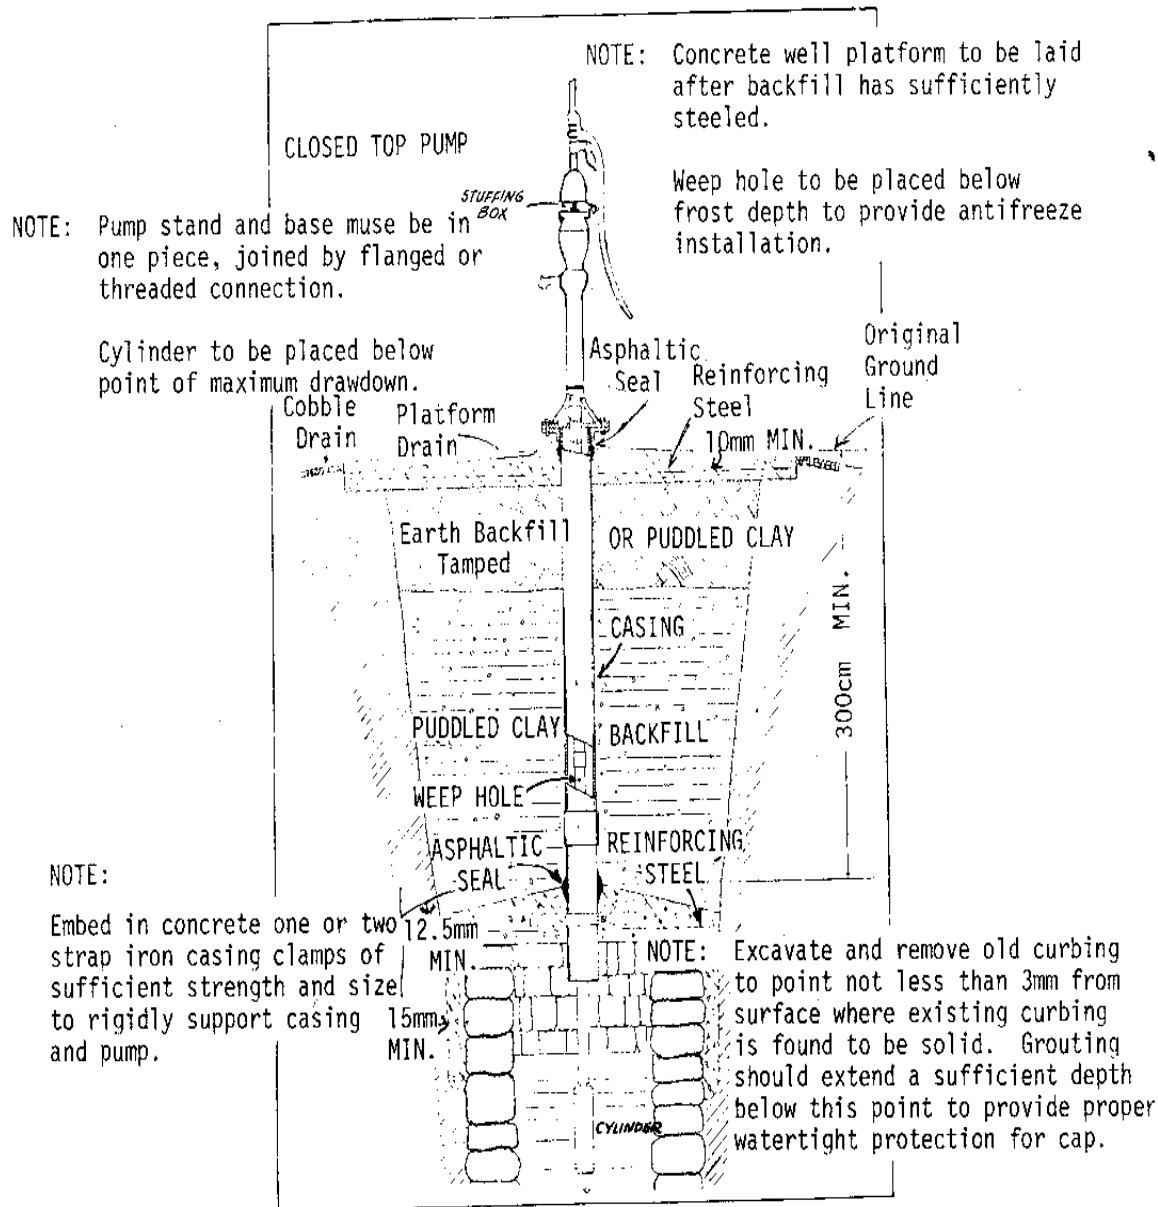 NOTE: Concrete well platform to be laid
after backfill has sufficiently
steeled.
Weep hole to be placed below
frost depth to provide antifreeze
installation.
CLOSED TOP PUMP
STUFFING
BOX
NOTE: Pump stand and base muse be in
one piece, joined by flanged or
threaded connection.
Cylinder to be placed below
point of maximum drawdown.
Asphaltic
Seal
Reinforcing
Steel
Original
Ground
Line
Cobble
Drain
Platform
Drain
10mm MIN.
Earth Backfill
Tamped
OR PUDDLED CLAY
CASING
300cm MIN.
PUDDLED CLAY
BACKFILL
WEEP HOLE
ASPHALTIC
SEAL
REINFORCING
STEEL
NOTE:
Embed in concrete one or two
strap iron casing clamps of
sufficient strength and size
to rigidly support casing
and pump.
12.5mm
MIN.
15mm
MIN.
NOTE: Excavate and remove old curbing
to point not less than 3mm from
surface where existing curbing
is found to be solid. Grouting
should extend a sufficient depth
below this point to provide proper
watertight protection for cap.
CYLINDER